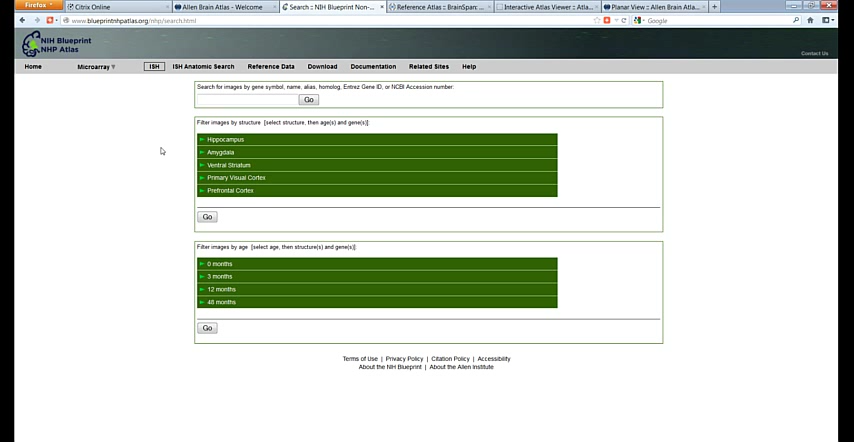 Firefox
Citrix Online
Allen Brain Atlas - Welcome
Search :: NIH Blueprint Non-...
Reference Atlas :: BrainSpan: ...
Interactive Atlas Viewer :: Atla...
Planar View :: Allen Brain Atla...
www.blueprintnhpatlas.org/nhp/search.html
Google
NIH Blueprint
NHP Atlas
Contact Us
Home Microarray ISH ISH Anatomic Search Reference Data Download Documentation Related Sites Help
Search for images by gene symbol, name, alias, homolog, Entrez Gene ID, or NCBI Accession number:
Go
Filter images by structure [select structure, then age(s) and gene(s)]:
Hippocampus
Amygdala
Ventral Striatum
Primary Visual Cortex
Prefrontal Cortex
Go
Filter images by age [select age, then structure(s) and gene(s)]:
0 months
3 months
12 months
48 months
Go
Terms of Use | Privacy Policy | Citation Policy | Accessibility
About the NIH Blueprint | About the Allen Institute